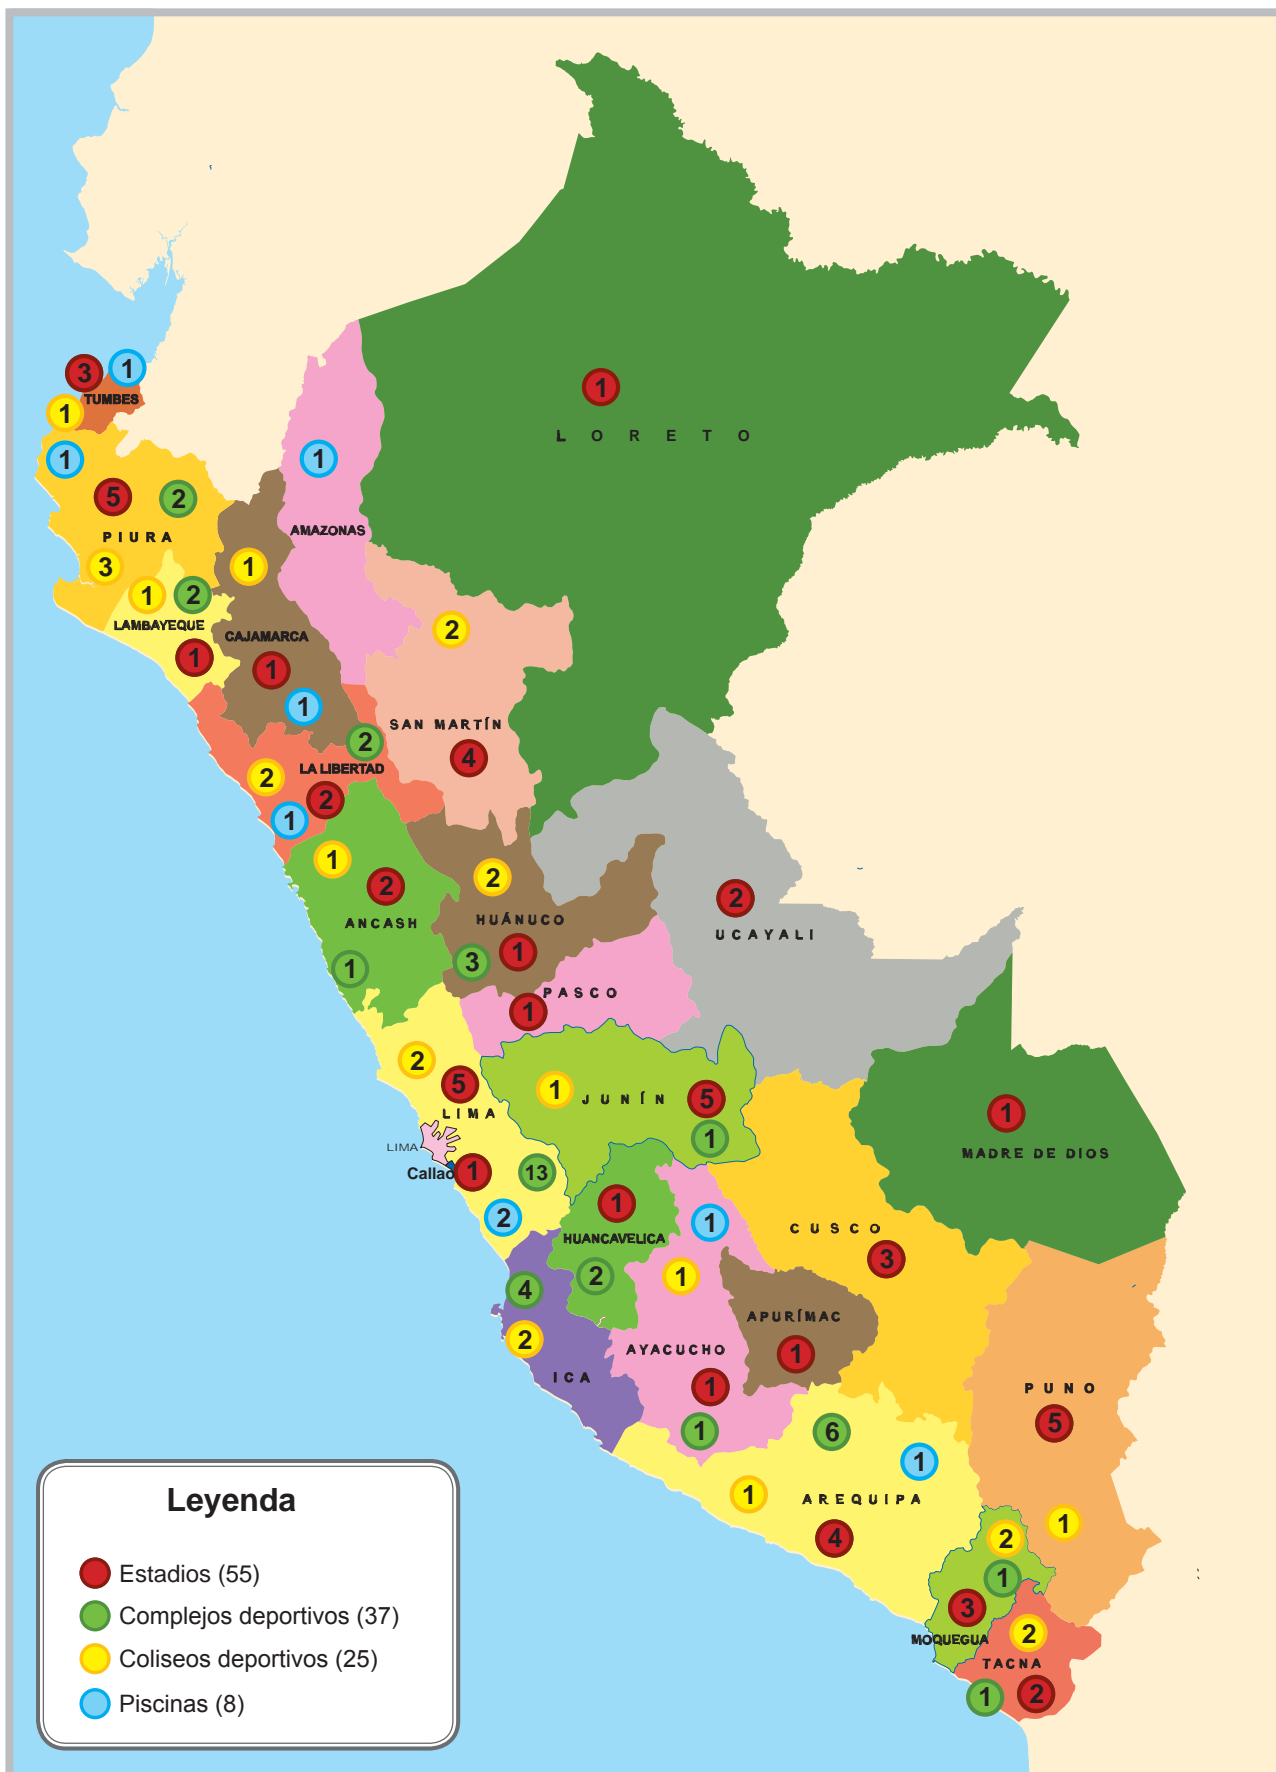 3
1
TUMBES
1
1
LORETO
1
1
5
2
AMAZONAS
PIURA
3
1
1
2
LAMBAYEQUE
CAJAMARCA
2
1
1
1
SAN MARTÍN
2
4
LA LIBERTAD
2
2
1
1
2
2
ANCASH
HUÁNUCO
2
UCAYALI
1
3
1
PASCO
1
2
5
1
JUNÍN
5
LIMA
1
1
MADRE DE DIOS
LIMA
Callao
1
13
2
1
HUANCAVELICA
2
1
CUSCO
3
1
4
2
ICA
APURÍMAC
1
AYACUCHO
1
1
PUNO
5
6
1
1
AREQUIPA
4
1
2
1
3
MOQUEGUA
2
TACNA
1
2
Leyenda
Estadios (55)
Complejos deportivos (37)
Coliseos deportivos (25)
Piscinas (8)